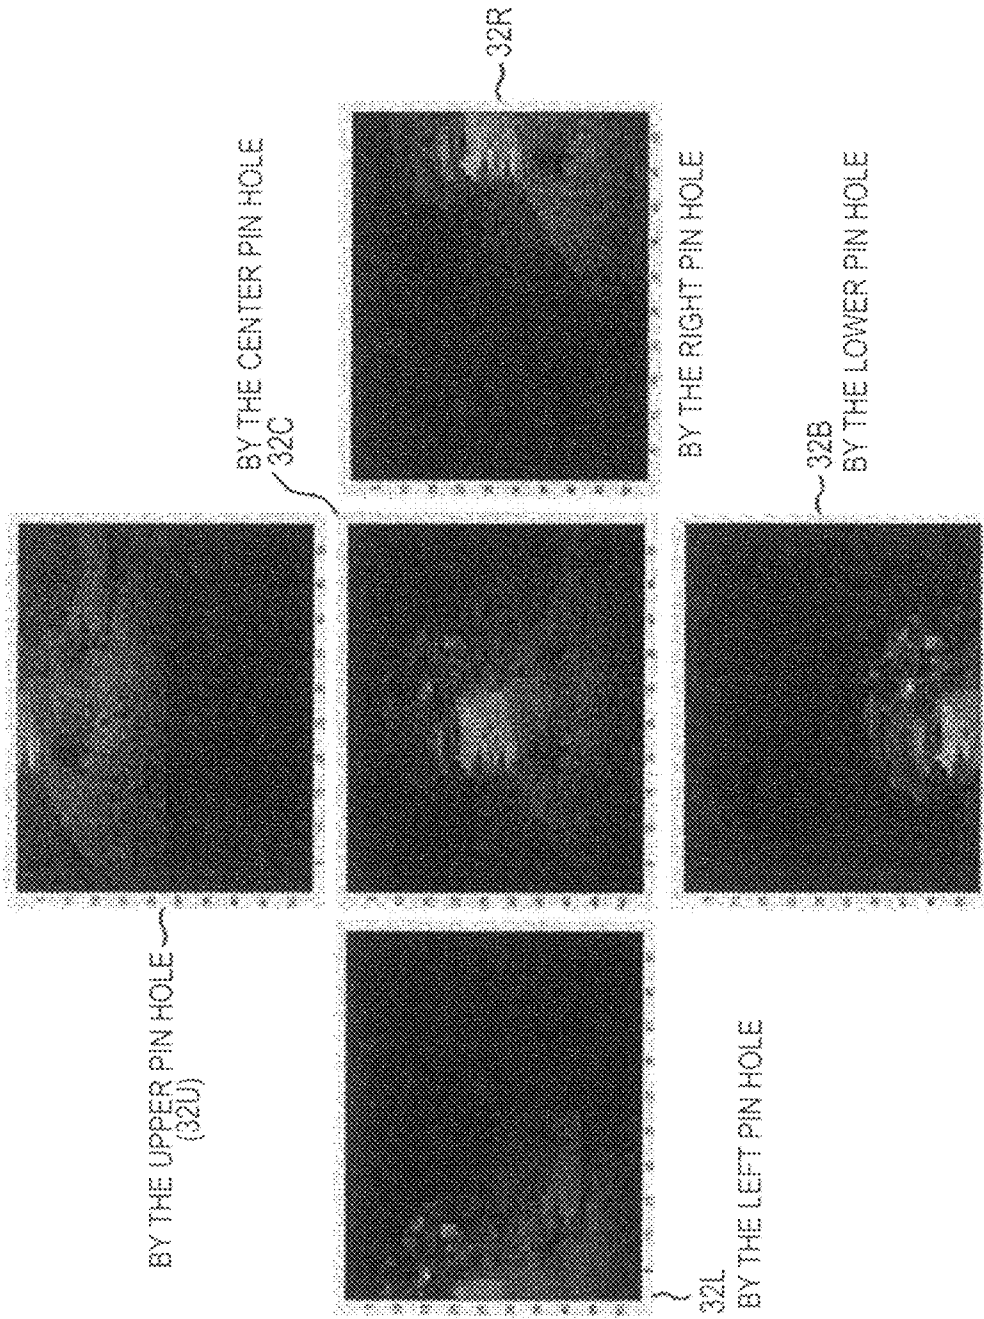 BY THE UPPER PIN HOLE
(32U)
BY THE CENTER PIN HOLE
32C
32R
BY THE RIGHT PIN HOLE
32L
BY THE LEFT PIN HOLE
32B
BY THE LOWER PIN HOLE